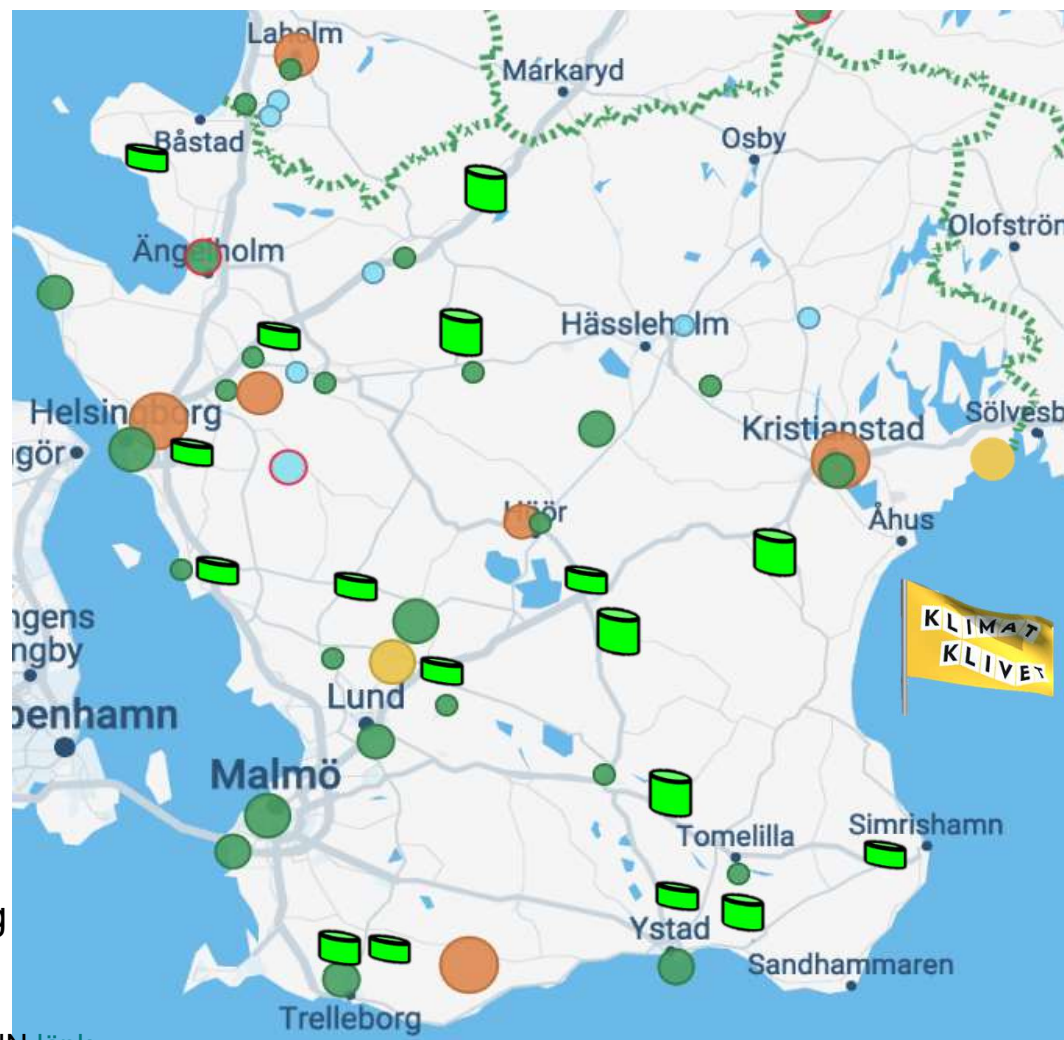 Laholm
Markaryd
Båstad
Osby
Olofströr
Ängelholm
Hässleholm
Helsingborg
Kristianstad
Sölvesb
gör
Höör
Åhus
KLIMAT
KLIVET
ngens
ngby
Lund
benhamn
Malmö
Simrishamn
Tomelilla
g
Ystad
Sandhammaren
Trelleborg